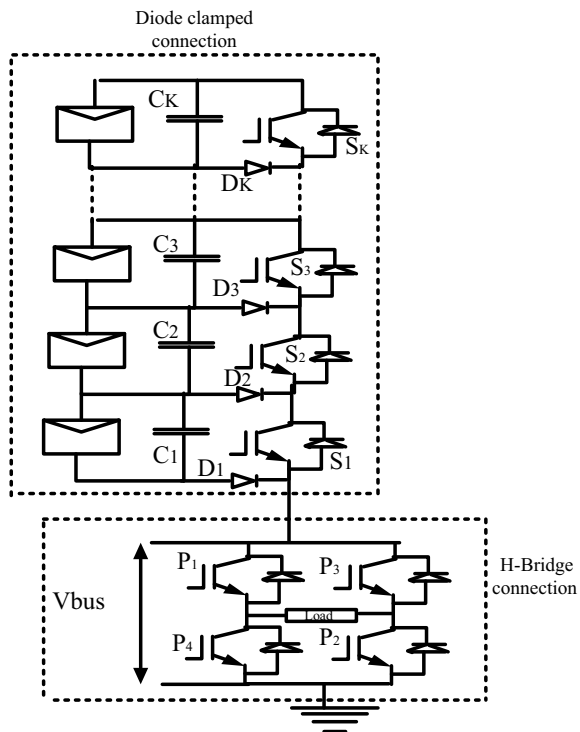 Diode clamped
connection
CK
SK
DK
C3
S3
D3
C2
S2
D2
C1
S1
D1
H-Bridge
connection
Vbus
P1
P3
Load
P4
P2